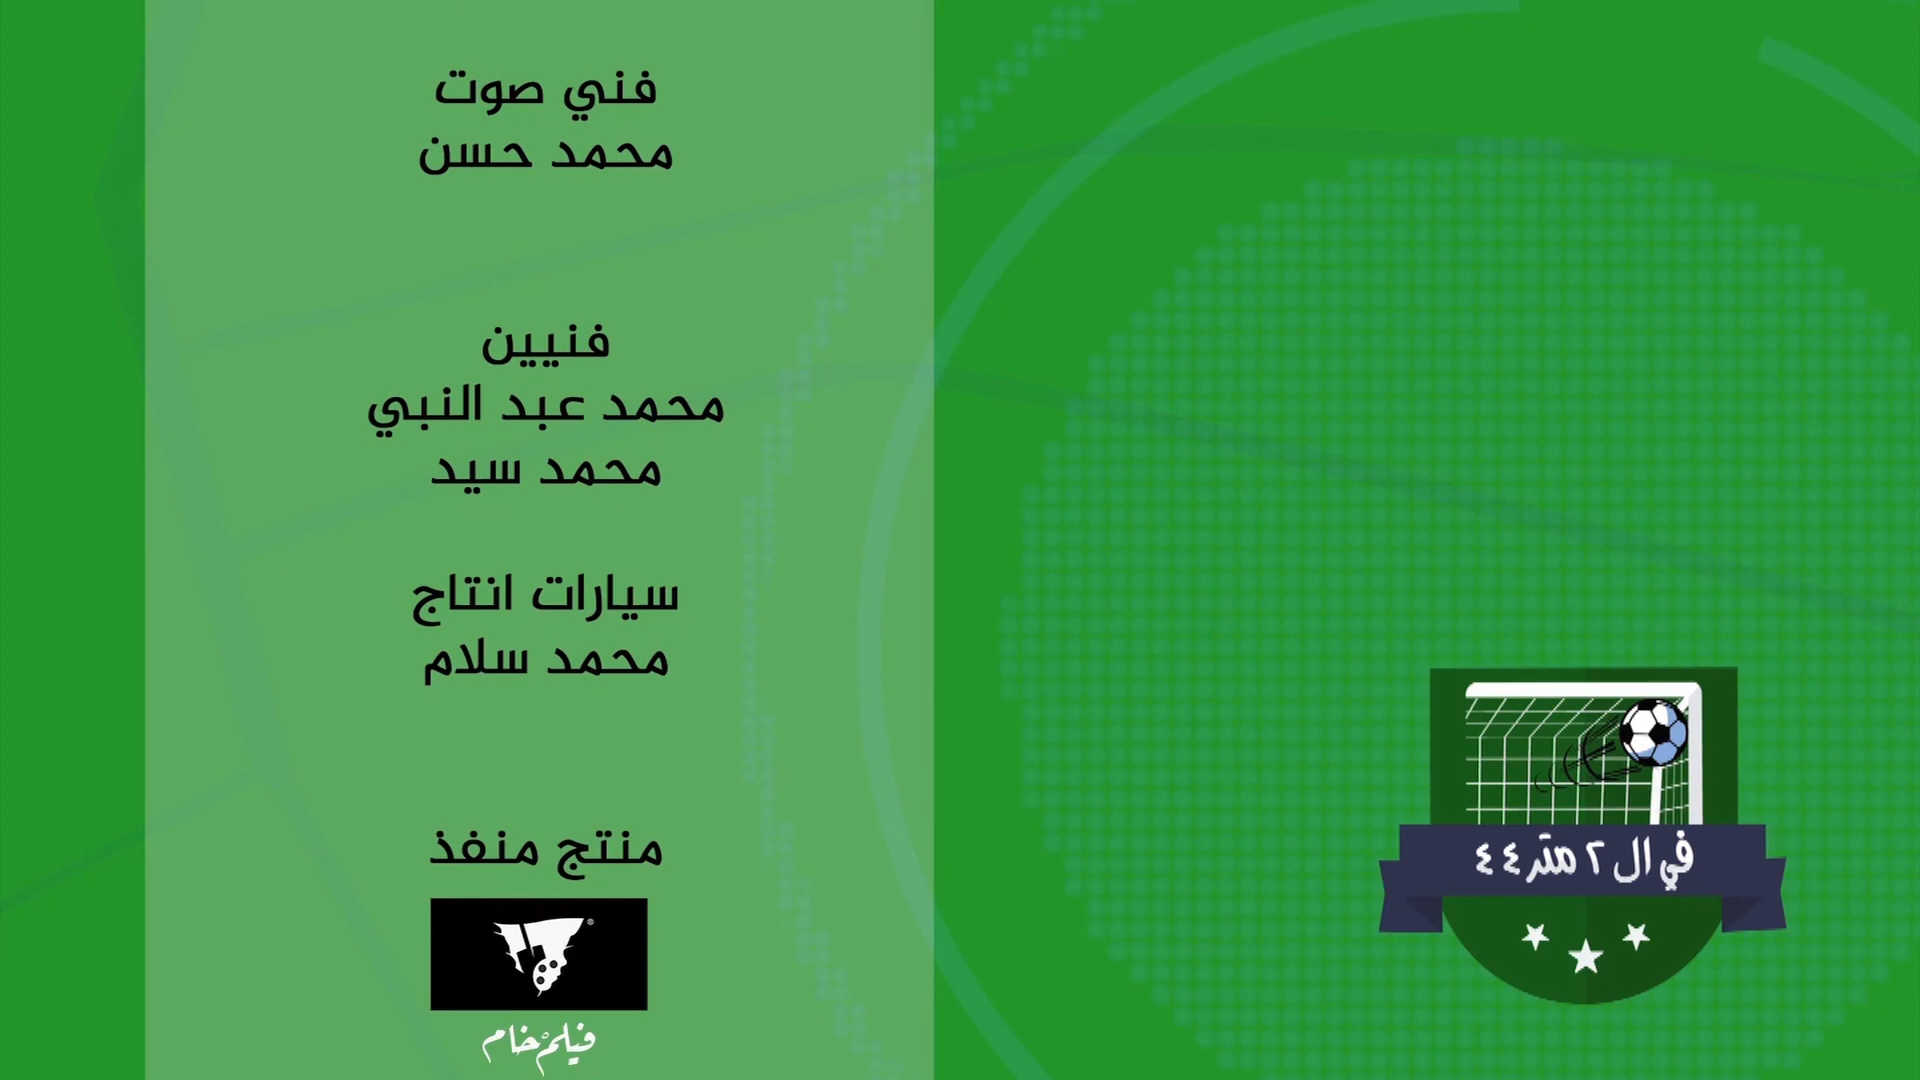 فني صوت
محمد حسن
فنيين
محمد عبد النبي
محمد سيد
سيارات انتاج
محمد سلام
منتج منفذ
فيلم خام
في ال ٢ متر ٤٤